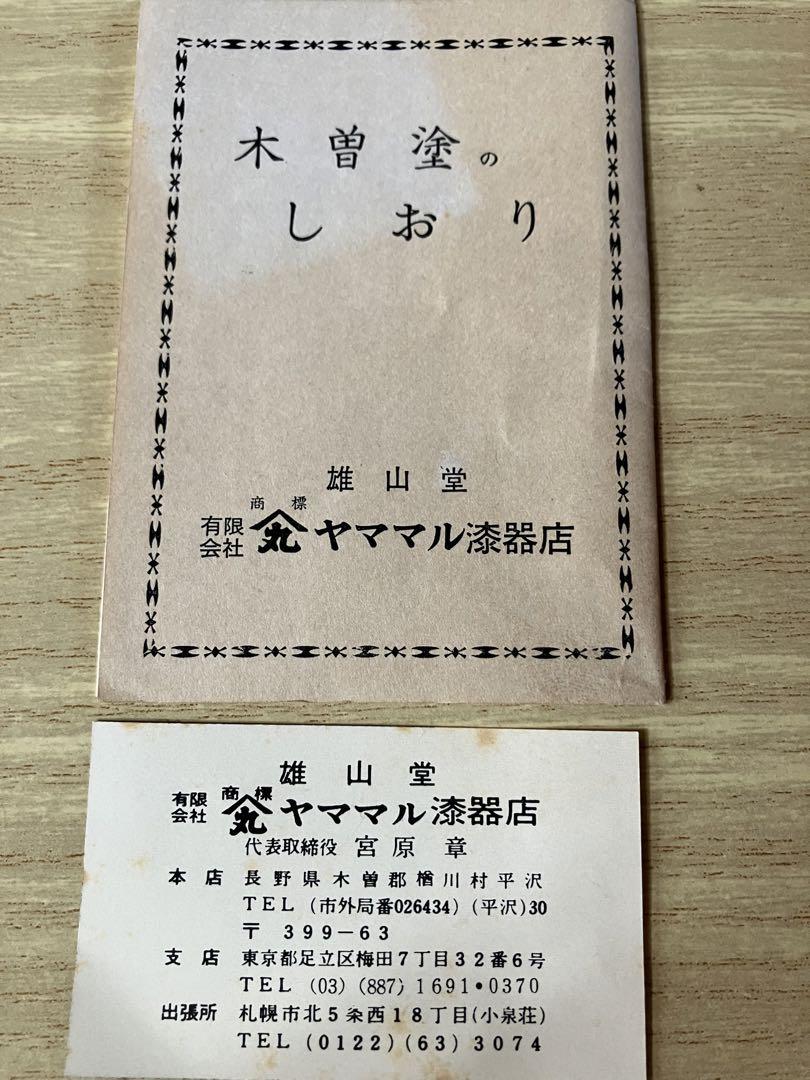 木曽塗の
しおり
雄山堂
商標
有限会社 丸 ヤママル漆器店
雄山堂
商標
有限会社 丸 ヤママル漆器店
代表取締役 宮原章
本店 長野県木曽郡楢川村平沢
TEL (市外局番026434) (平沢)30
〒 399-63
支店 東京都足立区梅田7丁目32番6号
TEL (03) (887) 1691•0370
出張所 札幌市北5条西18丁目(小泉荘)
TEL (0122) (63) 3074